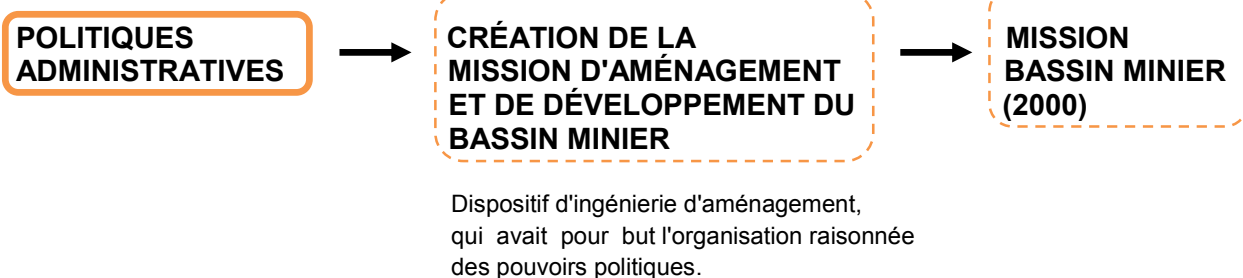 POLITIQUES
ADMINISTRATIVES
CRÉATION DE LA
MISSION D'AMÉNAGEMENT
ET DE DÉVELOPPEMENT DU
BASSIN MINIER
MISSION
BASSIN MINIER
(2000)
Dispositif d'ingénierie d'aménagement,
qui avait pour but l'organisation raisonnée
des pouvoirs politiques.